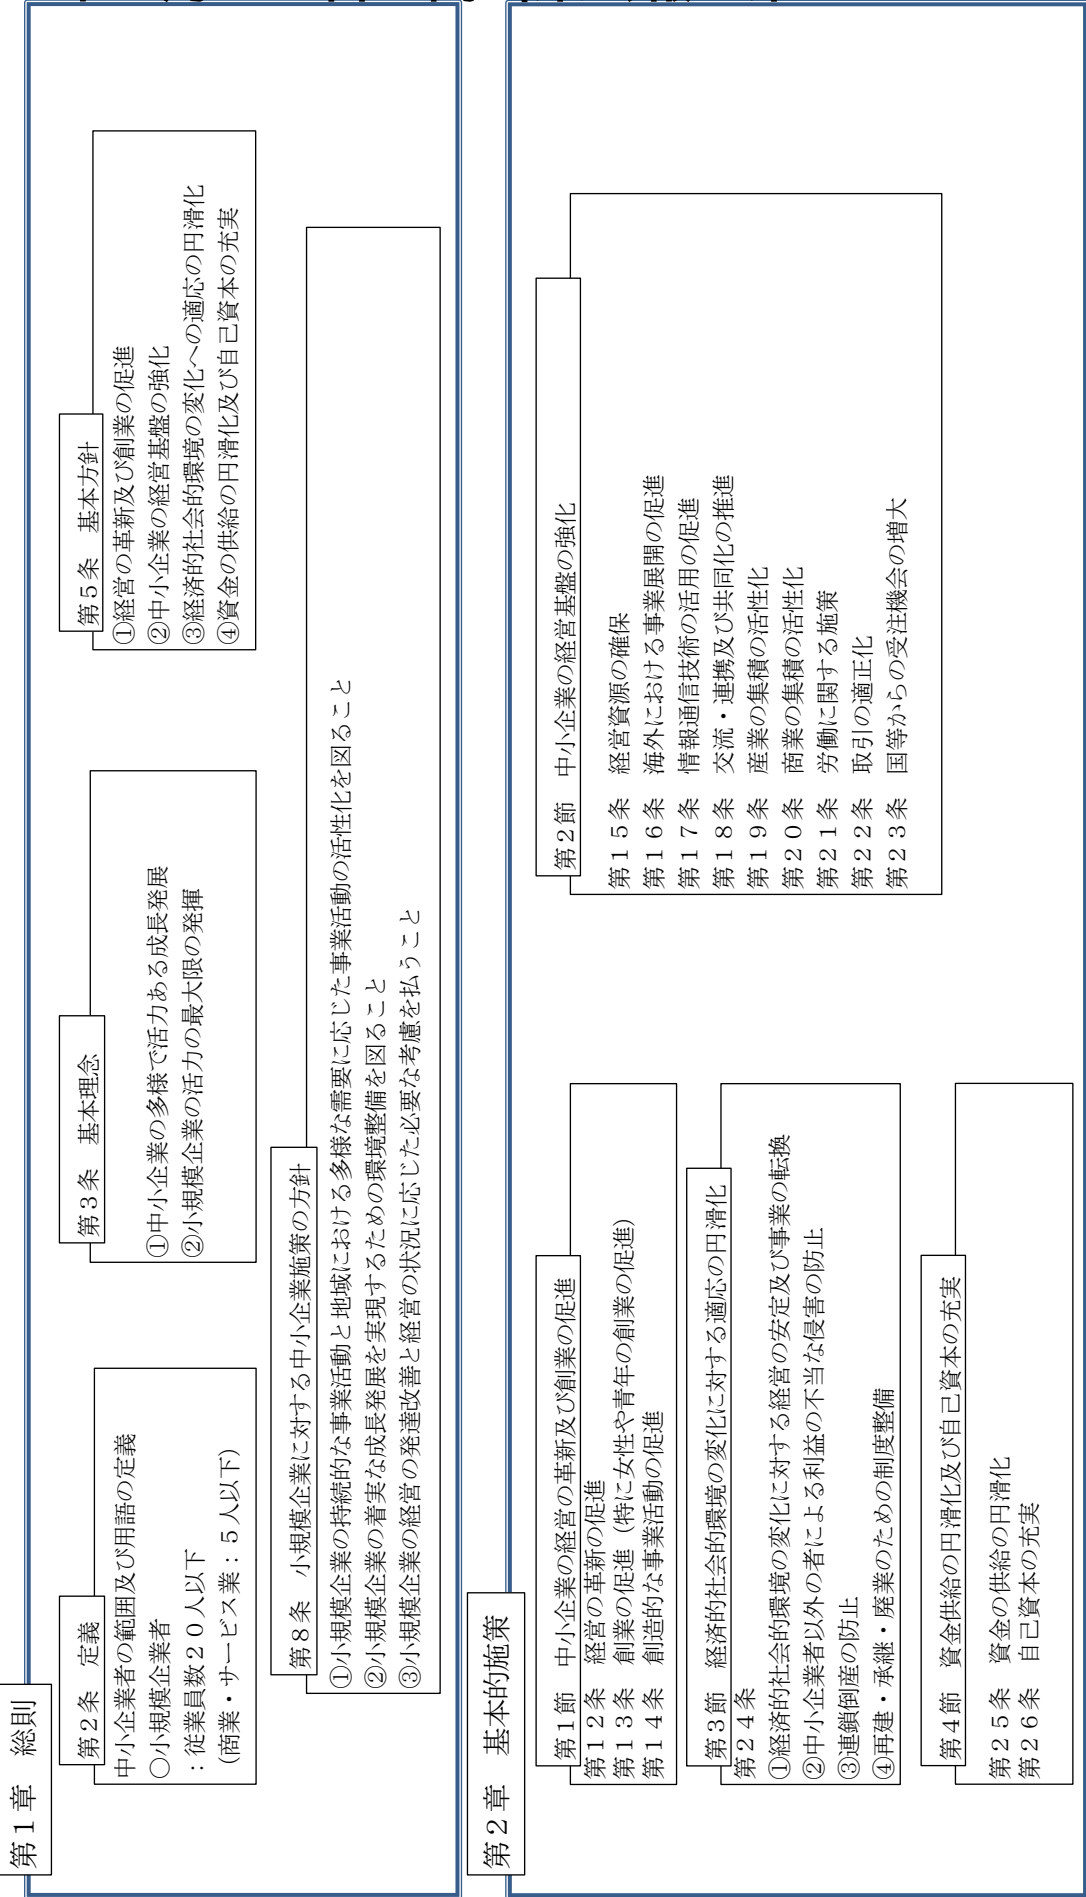 第１章　総則
第２条　定義
中小企業者の範囲及び用語の定義
○小規模企業者
：従業員数２０人以下
（商業・サービス業：５人以下）
第３条　基本理念
①中小企業の多様で活力ある成長発展
②小規模企業の活力の最大限の発揮
第５条　基本方針
①経営の革新及び創業の促進
②中小企業の経営基盤の強化
③経済的社会的環境の変化への適応の円滑化
④資金の供給の円滑化及び自己資本の充実
第８条　小規模企業に対する中小企業施策の方針
①小規模企業の持続的な事業活動と地域における多様な需要に応じた事業活動の活性化を図ること
②小規模企業の着実な成長発展を実現するための環境整備を図ること
③小規模企業の経営の発達改善と経営の状況に応じた必要な考慮を払うこと
第２章　基本的施策
第１節　中小企業の経営の革新及び創業の促進
第１２条　経営の革新の促進
第１３条　創業の促進（特に女性や青年の創業の促進）
第１４条　創造的な事業活動の促進
第３節　経済的社会的環境の変化に対する適応の円滑化
第２４条
①経済的社会的環境の変化に対する経営の安定及び事業の転換
②中小企業者以外の者による利益の不当な侵害の防止
③連鎖倒産の防止
④再建・承継・廃業のための制度整備
第４節　資金供給の円滑化及び自己資本の充実
第２５条　資金の供給の円滑化
第２６条　自己資本の充実
第２節　中小企業の経営基盤の強化
第１５条　経営資源の確保
第１６条　海外における事業展開の促進
第１７条　情報通信技術の活用の促進
第１８条　交流・連携及び共同化の推進
第１９条　産業の集積の活性化
第２０条　商業の集積の活性化
第２１条　労働に関する施策
第２２条　取引の適正化
第２３条　国等からの受注機会の増大